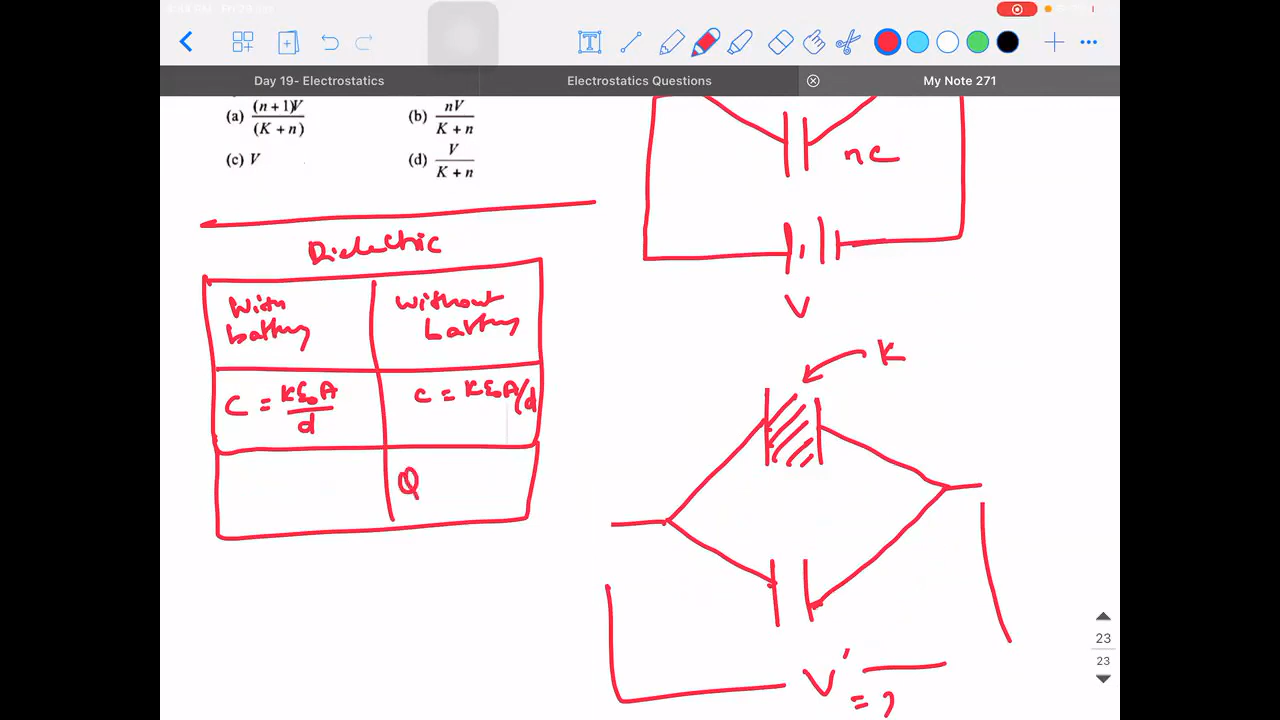 Day 19- Electrostatics
Electrostatics Questions
My Note 271
(a) (n + 1)V / (K + n)
(b) nV / K + n
(c) V
(d) V / K + n
nc
V
Dielectric
With battery
Without battery
C = Kε₀A / d
C = Kε₀A/d
Q
K
V' = ?
23
23